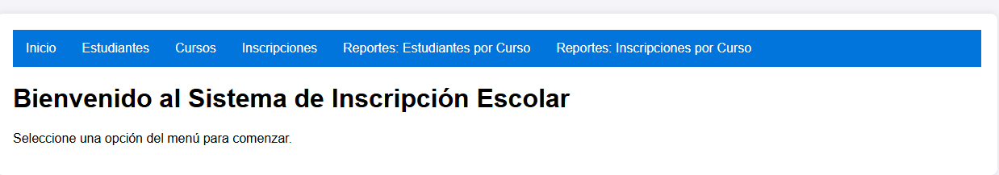 Inicio Estudiantes Cursos Inscripciones Reportes: Estudiantes por Curso Reportes: Inscripciones por Curso
Bienvenido al Sistema de Inscripción Escolar
Seleccione una opción del menú para comenzar.